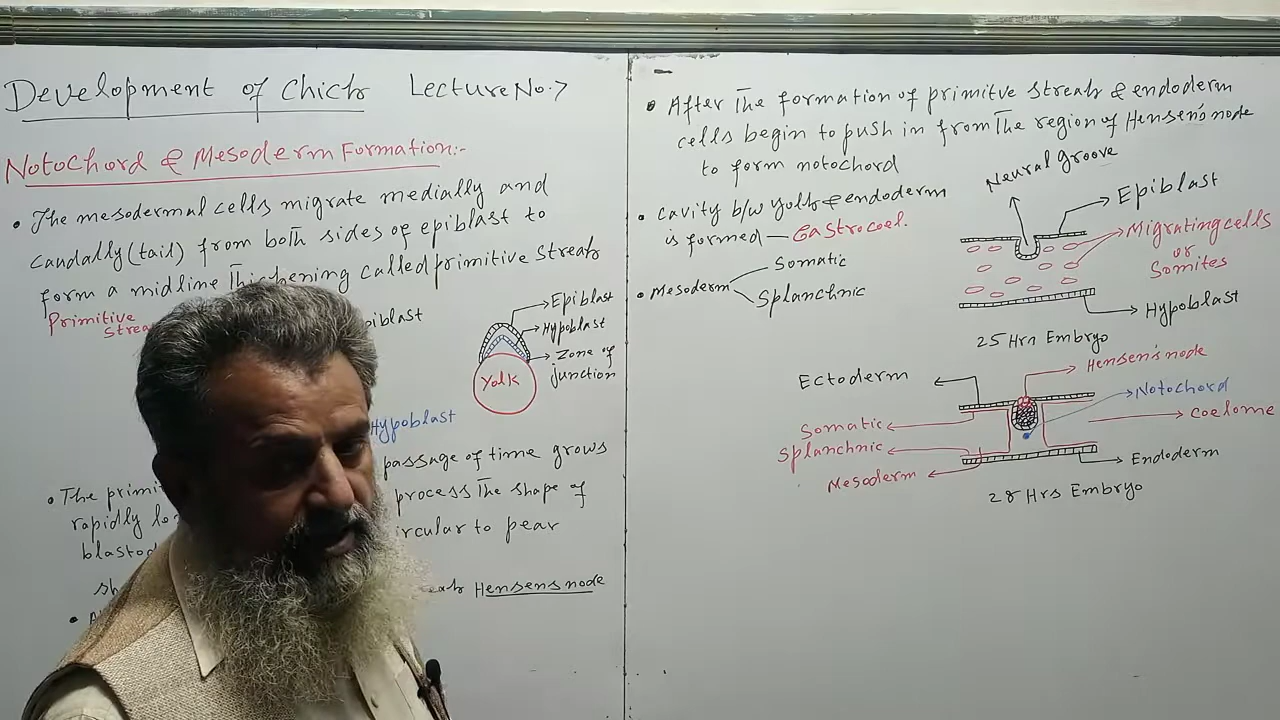 Development of Chick Lecture No. 7
Notochord & Mesoderm Formation:-
• The mesodermal cells migrate medially and
caudally (tail) from both sides of epiblast to
form a midline thickening called primitive streak
Primitive
Streak
Epiblast
Hypoblast
Zone of
junction
Yolk
Hypoblast
• The primi passage of time grows
rapidly process the shape of
circular to pear
Hensens node
• After the formation of primitve streak & endoderm
cells begin to push in from the region of Hensen's node
to form notochord
• Cavity b/w yolk & endoderm
is formed — Gastrocoel.
• Mesoderm
Somatic
Splanchnic
Neural Groove
Epiblast
Migrating cells
or
Somites
Hypoblast
25 Hrs Embryo
Ectoderm
Hensen's node
Notochord
Coelome
Somatic
Splanchnic
Mesoderm
Endoderm
28 Hrs Embryo